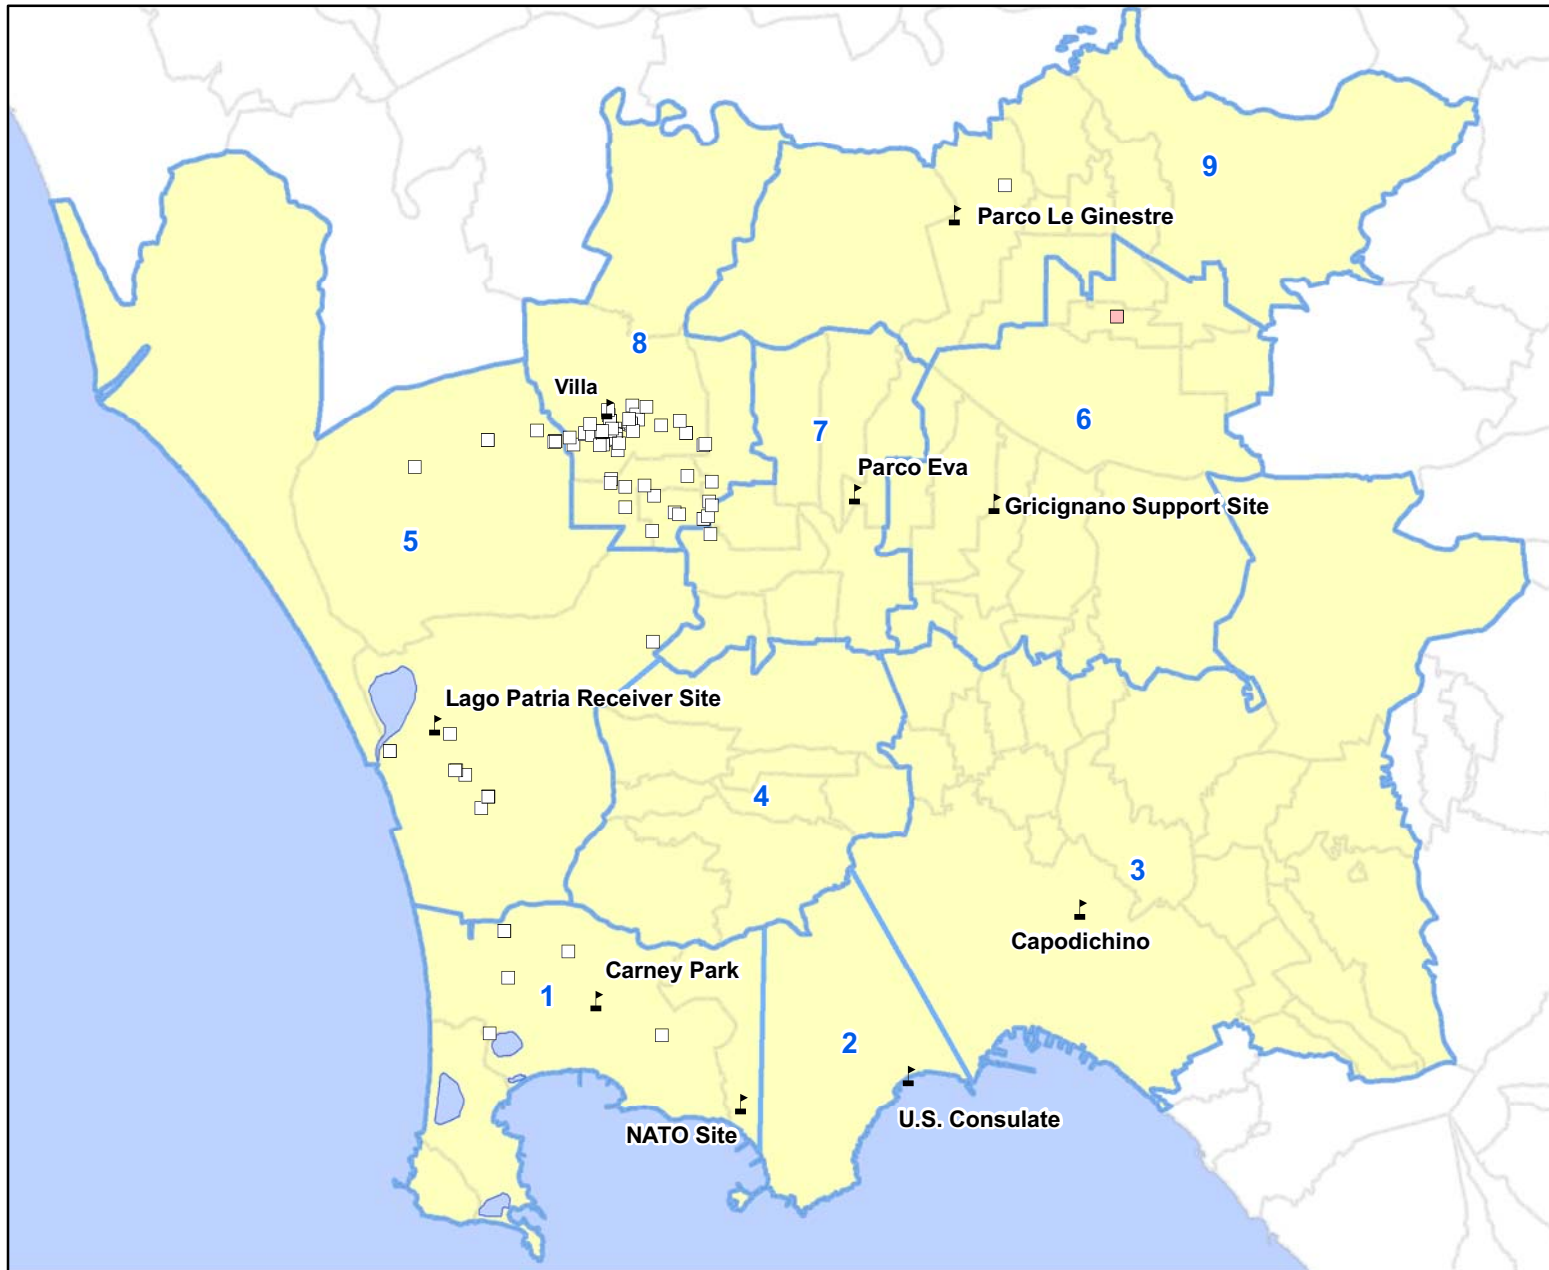 9
Parco Le Ginestre
8
Villa
7
6
Parco Eva
Gricignano Support Site
5
Lago Patria Receiver Site
4
3
Capodichino
Carney Park
1
2
U.S. Consulate
NATO Site